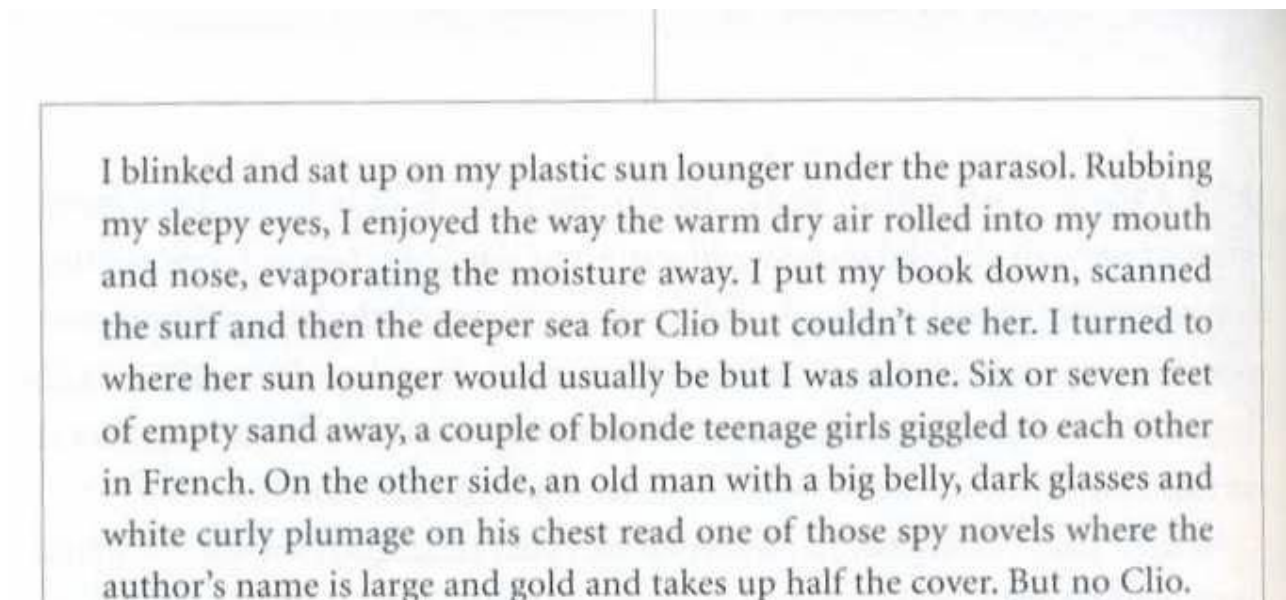 I blinked and sat up on my plastic sun lounger under the parasol. Rubbing
my sleepy eyes, I enjoyed the way the warm dry air rolled into my mouth
and nose, evaporating the moisture away. I put my book down, scanned
the surf and then the deeper sea for Clio but couldn’t see her. I turned to
where her sun lounger would usually be but I was alone. Six or seven feet
of empty sand away, a couple of blonde teenage girls giggled to each other
in French. On the other side, an old man with a big belly, dark glasses and
white curly plumage on his chest read one of those spy novels where the
author’s name is large and gold and takes up half the cover. But no Clio.